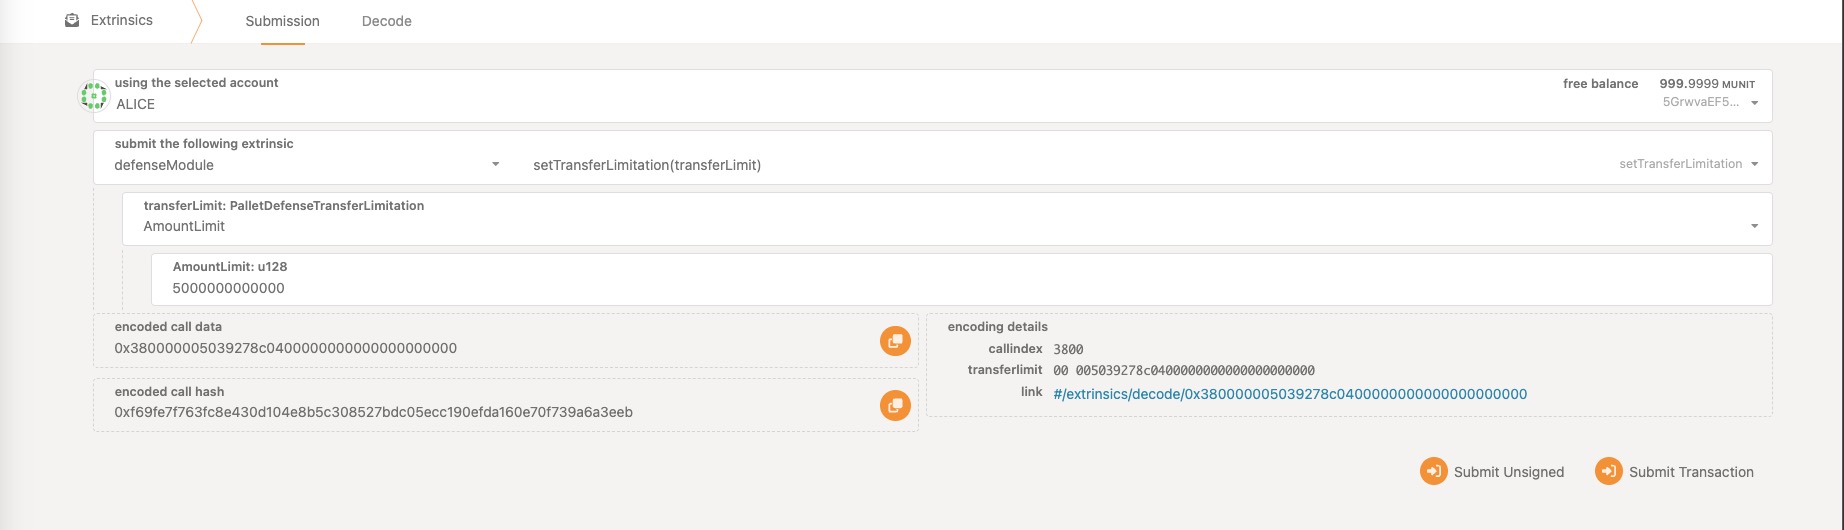 Extrinsics
Submission
Decode
using the selected account
ALICE
free balance 999.9999 MUNIT
5GrwvaEF5...
submit the following extrinsic
defenseModule
setTransferLimitation(transferLimit)
setTransferLimitation
transferLimit: PalletDefenseTransferLimitation
AmountLimit
AmountLimit: u128
5000000000000
encoded call data
0x380000005039278c0400000000000000000000
encoded call hash
0xf69fe7f763fc8e430d104e8b5c308527bdc05ecc190efda160e70f739a6a3eeb
encoding details
callindex 3800
transferlimit 00 005039278c0400000000000000000000
link #/extrinsics/decode/0x380000005039278c0400000000000000000000
Submit Unsigned
Submit Transaction